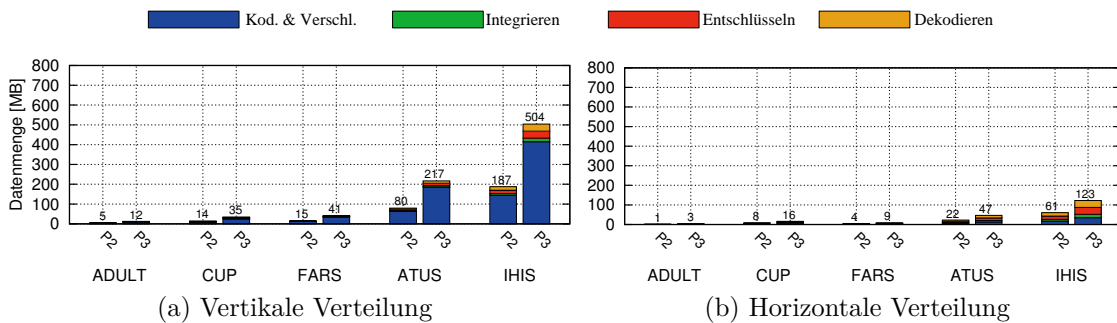 Kod. & Verschl. Integrieren Entschlüsseln Dekodieren
Datenmenge [MB]
800
700
600
500
400
300
200
100
0
5 12 14 35 15 41 80 217 187 504
P2 P3 P2 P3 P2 P3 P2 P3 P2 P3
ADULT CUP FARS ATUS IHIS
(a) Vertikale Verteilung
800
700
600
500
400
300
200
100
0
1 3 8 16 4 9 22 47 61 123
P2 P3 P2 P3 P2 P3 P2 P3 P2 P3
ADULT CUP FARS ATUS IHIS
(b) Horizontale Verteilung